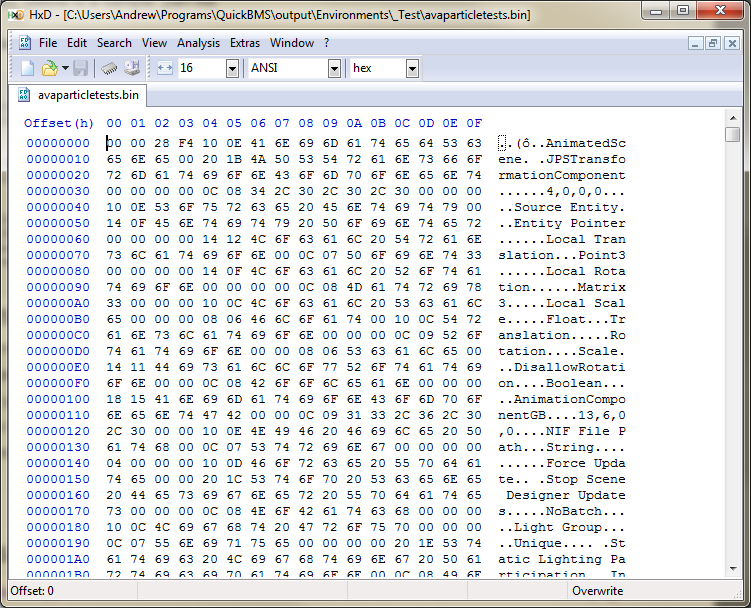 HxD - [C:\Users\Andrew\Programs\QuickBMS\output\Environments\_Test\avaparticletests.bin]
File Edit Search View Analysis Extras Window ?
16 ANSI hex
avaparticletests.bin
Offset(h) 00 01 02 03 04 05 06 07 08 09 0A 0B 0C 0D 0E 0F
00000000 00 00 28 F4 10 0E 41 6E 69 6D 61 74 65 64 53 63 ..(ô..AnimatedSc
00000010 65 6E 65 00 20 1B 4A 50 53 54 72 61 6E 73 66 6F ene. .JPSTransfo
00000020 72 6D 61 74 69 6F 6E 43 6F 6D 70 6F 6E 65 6E 74 rmationComponent
00000030 00 00 00 00 0C 08 34 2C 30 2C 30 2C 30 00 00 00 ......4,0,0,0...
00000040 10 0E 53 6F 75 72 63 65 20 45 6E 74 69 74 79 00 ..Source Entity.
00000050 14 0F 45 6E 74 69 74 79 20 50 6F 69 6E 74 65 72 ..Entity Pointer
00000060 00 00 00 00 14 12 4C 6F 63 61 6C 20 54 72 61 6E ......Local Tran
00000070 73 6C 61 74 69 6F 6E 00 0C 07 50 6F 69 6E 74 33 slation...Point3
00000080 00 00 00 00 14 0F 4C 6F 63 61 6C 20 52 6F 74 61 ......Local Rota
00000090 74 69 6F 6E 00 00 00 00 0C 08 4D 61 74 72 69 78 tion......Matrix
000000A0 33 00 00 00 10 0C 4C 6F 63 61 6C 20 53 63 61 6C 3.....Local Scal
000000B0 65 00 00 00 08 06 46 6C 6F 61 74 00 10 0C 54 72 e.....Float...Tr
000000C0 61 6E 73 6C 61 74 69 6F 6E 00 00 00 0C 09 52 6F anslation.....Ro
000000D0 74 61 74 69 6F 6E 00 00 08 06 53 63 61 6C 65 00 tation....Scale.
000000E0 14 11 44 69 73 61 6C 6C 6F 77 52 6F 74 61 74 69 ..DisallowRotati
000000F0 6F 6E 00 00 0C 08 42 6F 6F 6C 65 61 6E 00 00 00 on....Boolean...
00000100 18 15 41 6E 69 6D 61 74 69 6F 6E 43 6F 6D 70 6F ..AnimationCompo
00000110 6E 65 6E 74 47 42 00 00 0C 09 31 33 2C 36 2C 30 nentGB....13,6,0
00000120 2C 30 00 00 10 0E 4E 49 46 20 46 69 6C 65 20 50 ,0....NIF File P
00000130 61 74 68 00 0C 07 53 74 72 69 6E 67 00 00 00 00 ath...String....
00000140 04 00 00 00 10 0D 46 6F 72 63 65 20 55 70 64 61 ......Force Upda
00000150 74 65 00 00 20 1C 53 74 6F 70 20 53 63 65 6E 65 te.. .Stop Scene
00000160 20 44 65 73 69 67 6E 65 72 20 55 70 64 61 74 65 Designer Update
00000170 73 00 00 00 0C 08 4E 6F 42 61 74 63 68 00 00 00 s.....NoBatch...
00000180 10 0C 4C 69 67 68 74 20 47 72 6F 75 70 00 00 00 ..Light Group...
00000190 0C 07 55 6E 69 71 75 65 00 00 00 00 20 1E 53 74 ..Unique.... .St
000001A0 61 74 69 63 20 4C 69 67 68 74 69 6E 67 20 50 61 atic Lighting Pa
000001B0 72 74 69 63 69 70 61 74 69 6F 6E 00 0C 08 49 6E rticipation...In
Offset: 0 Overwrite